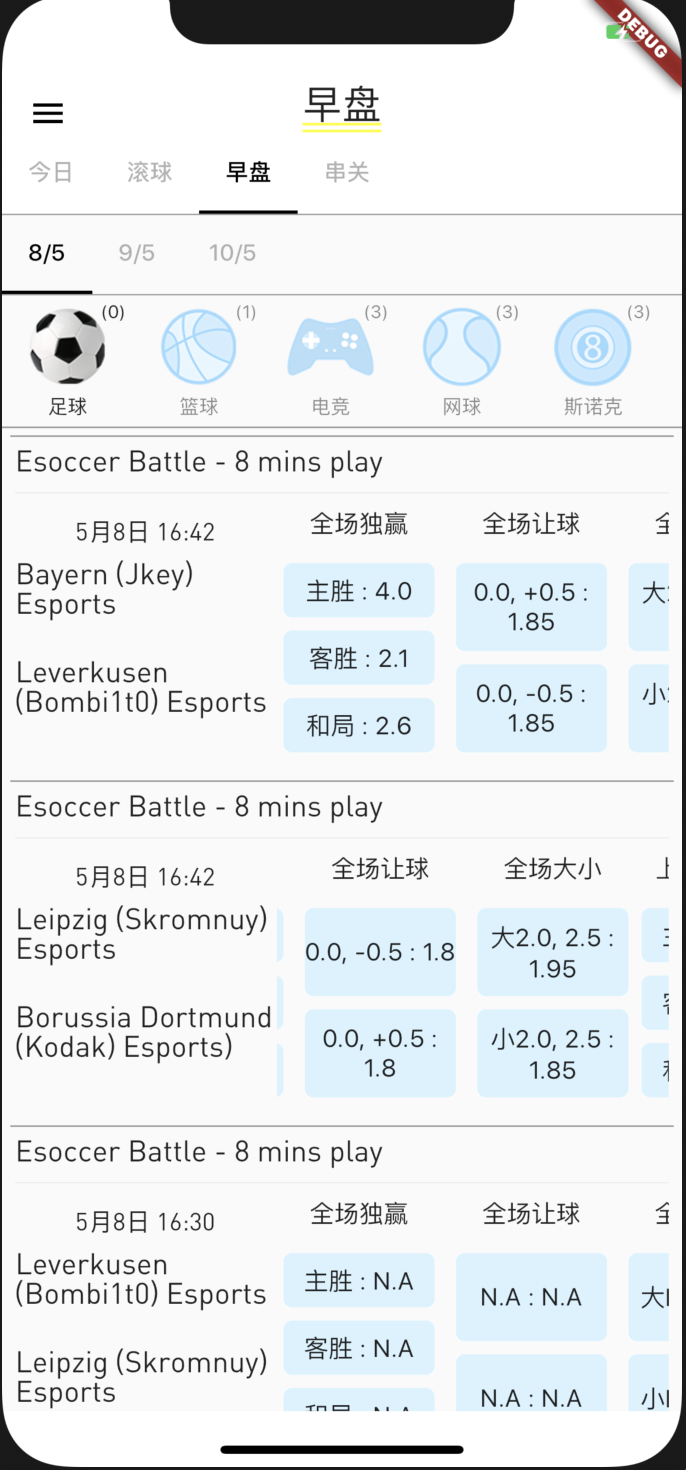 DEBUG
早盘
今日 滚球 早盘 串关
8/5 9/5 10/5
(0) (1) (3) (3) (3)
8
足球 篮球 电竞 网球 斯诺克
Esoccer Battle - 8 mins play
5月8日 16:42 全场独赢 全场让球 全
Bayern (Jkey)
Esports
Leverkusen
(Bombi1t0) Esports
主胜 : 4.0
客胜 : 2.1
和局 : 2.6
0.0, +0.5 :
1.85
0.0, -0.5 :
1.85
大
小
Esoccer Battle - 8 mins play
5月8日 16:42 全场让球 全场大小
Leipzig (Skromnuy)
Esports
Borussia Dortmund
(Kodak) Esports)
0.0, -0.5 : 1.8
0.0, +0.5 :
1.8
大2.0, 2.5 :
1.95
小2.0, 2.5 :
1.85
Esoccer Battle - 8 mins play
5月8日 16:30 全场独赢 全场让球 全
Leverkusen
(Bombi1t0) Esports
Leipzig (Skromnuy)
Esports
主胜 : N.A
客胜 : N.A
和局 : N.A
N.A : N.A
N.A : N.A
大
小